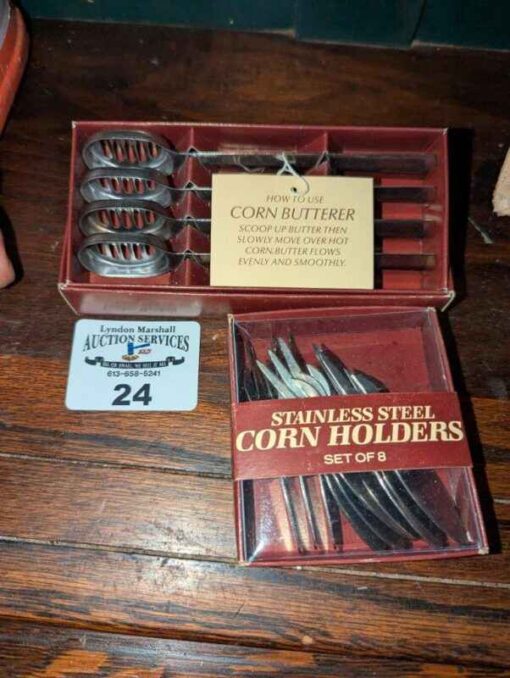 HOW TO USE
CORN BUTTERER
SCOOP UP BUTTER THEN
SLOWLY MOVE OVER HOT
CORN.BUTTER FLOWS
EVENLY AND SMOOTHLY.
Lyndon Marshall
AUCTION SERVICES
613-658-5241
24
STAINLESS STEEL
CORN HOLDERS
SET OF 8